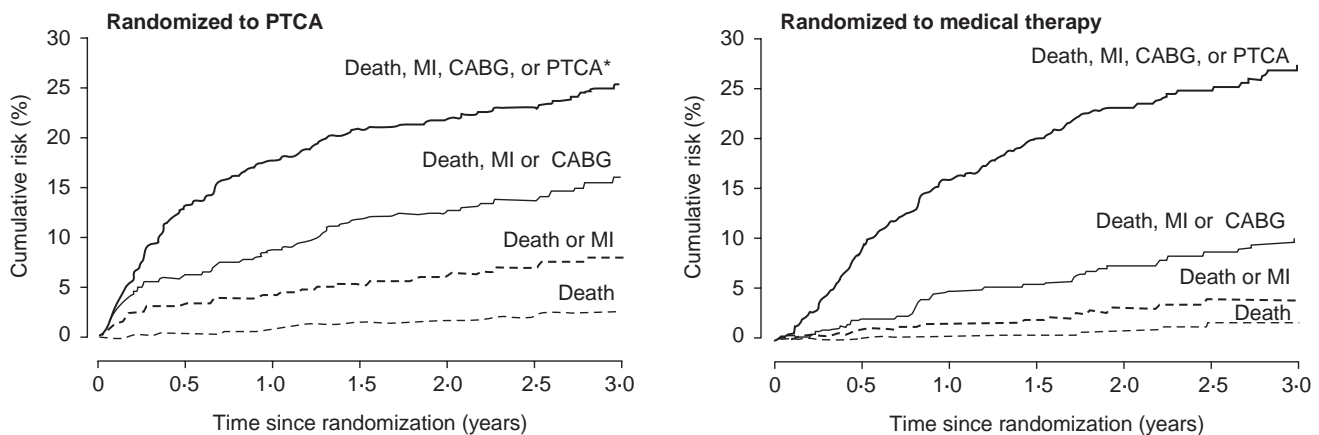 Randomized to PTCA
30
25
20
15
10
5
0
Cumulative risk (%)
Death, MI, CABG, or PTCA*
Death, MI or CABG
Death or MI
Death
0 0·5 1·0 1·5 2·0 2·5 3·0
Time since randomization (years)
Randomized to medical therapy
30
25
20
15
10
5
0
Cumulative risk (%)
Death, MI, CABG, or PTCA
Death, MI or CABG
Death or MI
Death
0 0·5 1·0 1·5 2·0 2·5 3·0
Time since randomization (years)